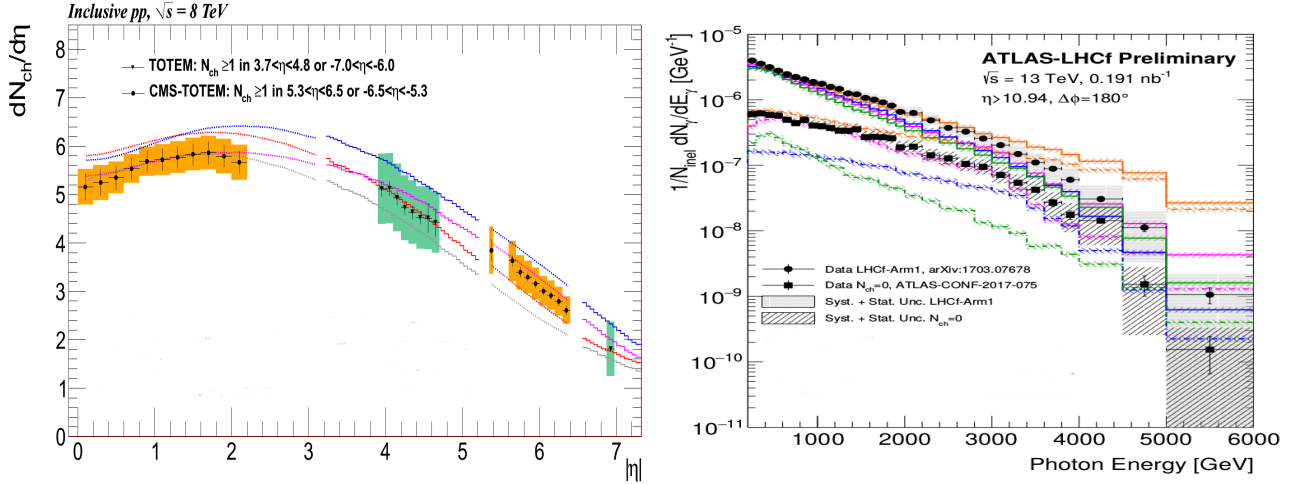 Inclusive pp, √s = 8 TeV
dN_ch/dη
8
7
6
5
4
3
2
1
0
TOTEM: N_ch ≥1 in 3.7<η<4.8 or -7.0<η<-6.0
CMS-TOTEM: N_ch ≥1 in 5.3<η<6.5 or -6.5<η<-5.3
0 1 2 3 4 5 6 7
|η|
1/N_inel dN_γ/dE_γ [GeV⁻¹]
10⁻⁵
10⁻⁶
10⁻⁷
10⁻⁸
10⁻⁹
10⁻¹⁰
10⁻¹¹
ATLAS-LHCf Preliminary
√s = 13 TeV, 0.191 nb⁻¹
η>10.94, Δϕ=180°
Data LHCf-Arm1, arXiv:1703.07678
Data N_ch=0, ATLAS-CONF-2017-075
Syst. + Stat. Unc. LHCf-Arm1
Syst. + Stat. Unc. N_ch=0
1000 2000 3000 4000 5000 6000
Photon Energy [GeV]